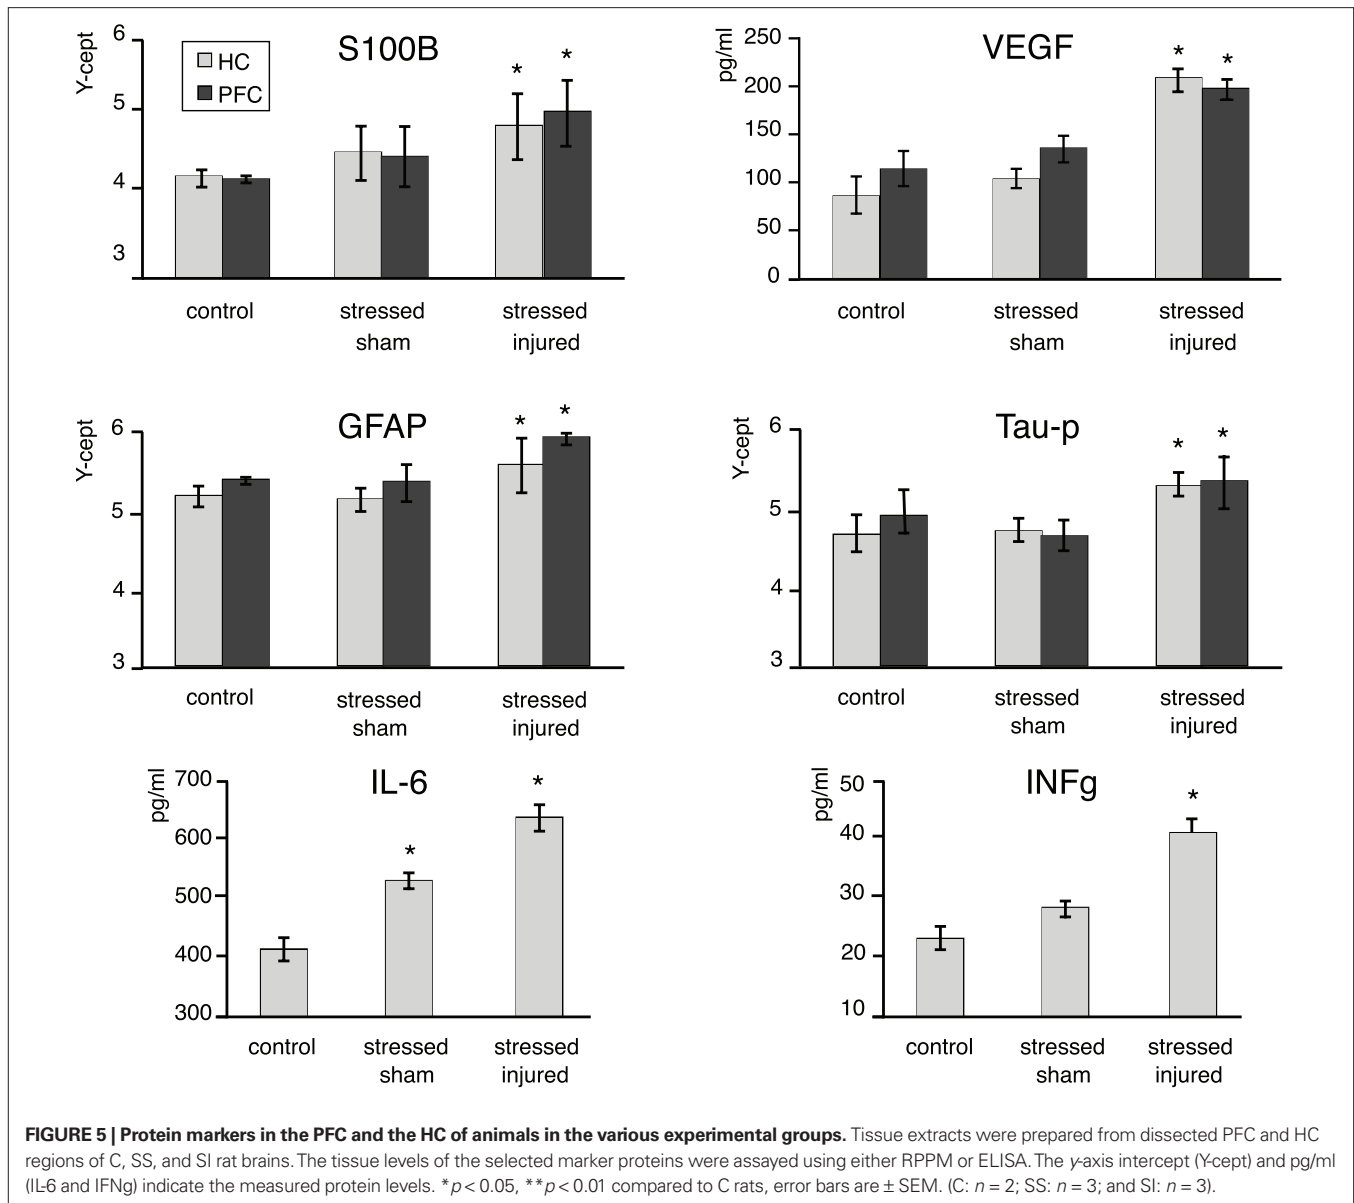 S100B
Y-cept
6
5
4
3
HC
PFC
*
*
control
stressed
sham
stressed
injured
VEGF
pg/ml
250
200
150
100
50
0
*
*
control
stressed
sham
stressed
injured
GFAP
Y-cept
6
5
4
3
*
*
control
stressed
sham
stressed
injured
Tau-p
Y-cept
6
5
4
3
*
*
control
stressed
sham
stressed
injured
IL-6
pg/ml
700
600
500
400
300
*
*
control
stressed
sham
stressed
injured
INFg
pg/ml
50
40
30
20
10
*
control
stressed
sham
stressed
injured
FIGURE 5 | Protein markers in the PFC and the HC of animals in the various experimental groups. Tissue extracts were prepared from dissected PFC and HC
regions of C, SS, and SI rat brains. The tissue levels of the selected marker proteins were assayed using either RPPM or ELISA. The y-axis intercept (Y-cept) and pg/ml
(IL-6 and IFNg) indicate the measured protein levels. *p < 0.05, **p < 0.01 compared to C rats, error bars are ± SEM. (C: n = 2; SS: n = 3; and SI: n = 3).